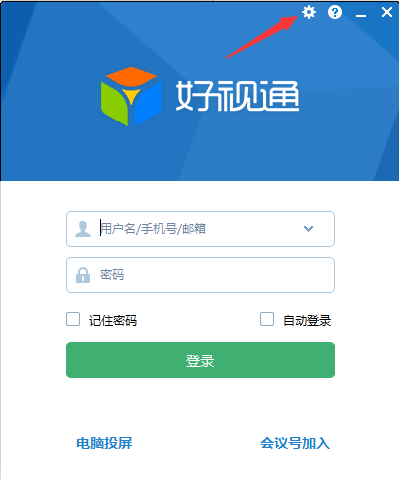 好视通
用户名/手机号/邮箱
密码
记住密码 自动登录
登录
电脑投屏 会议号加入